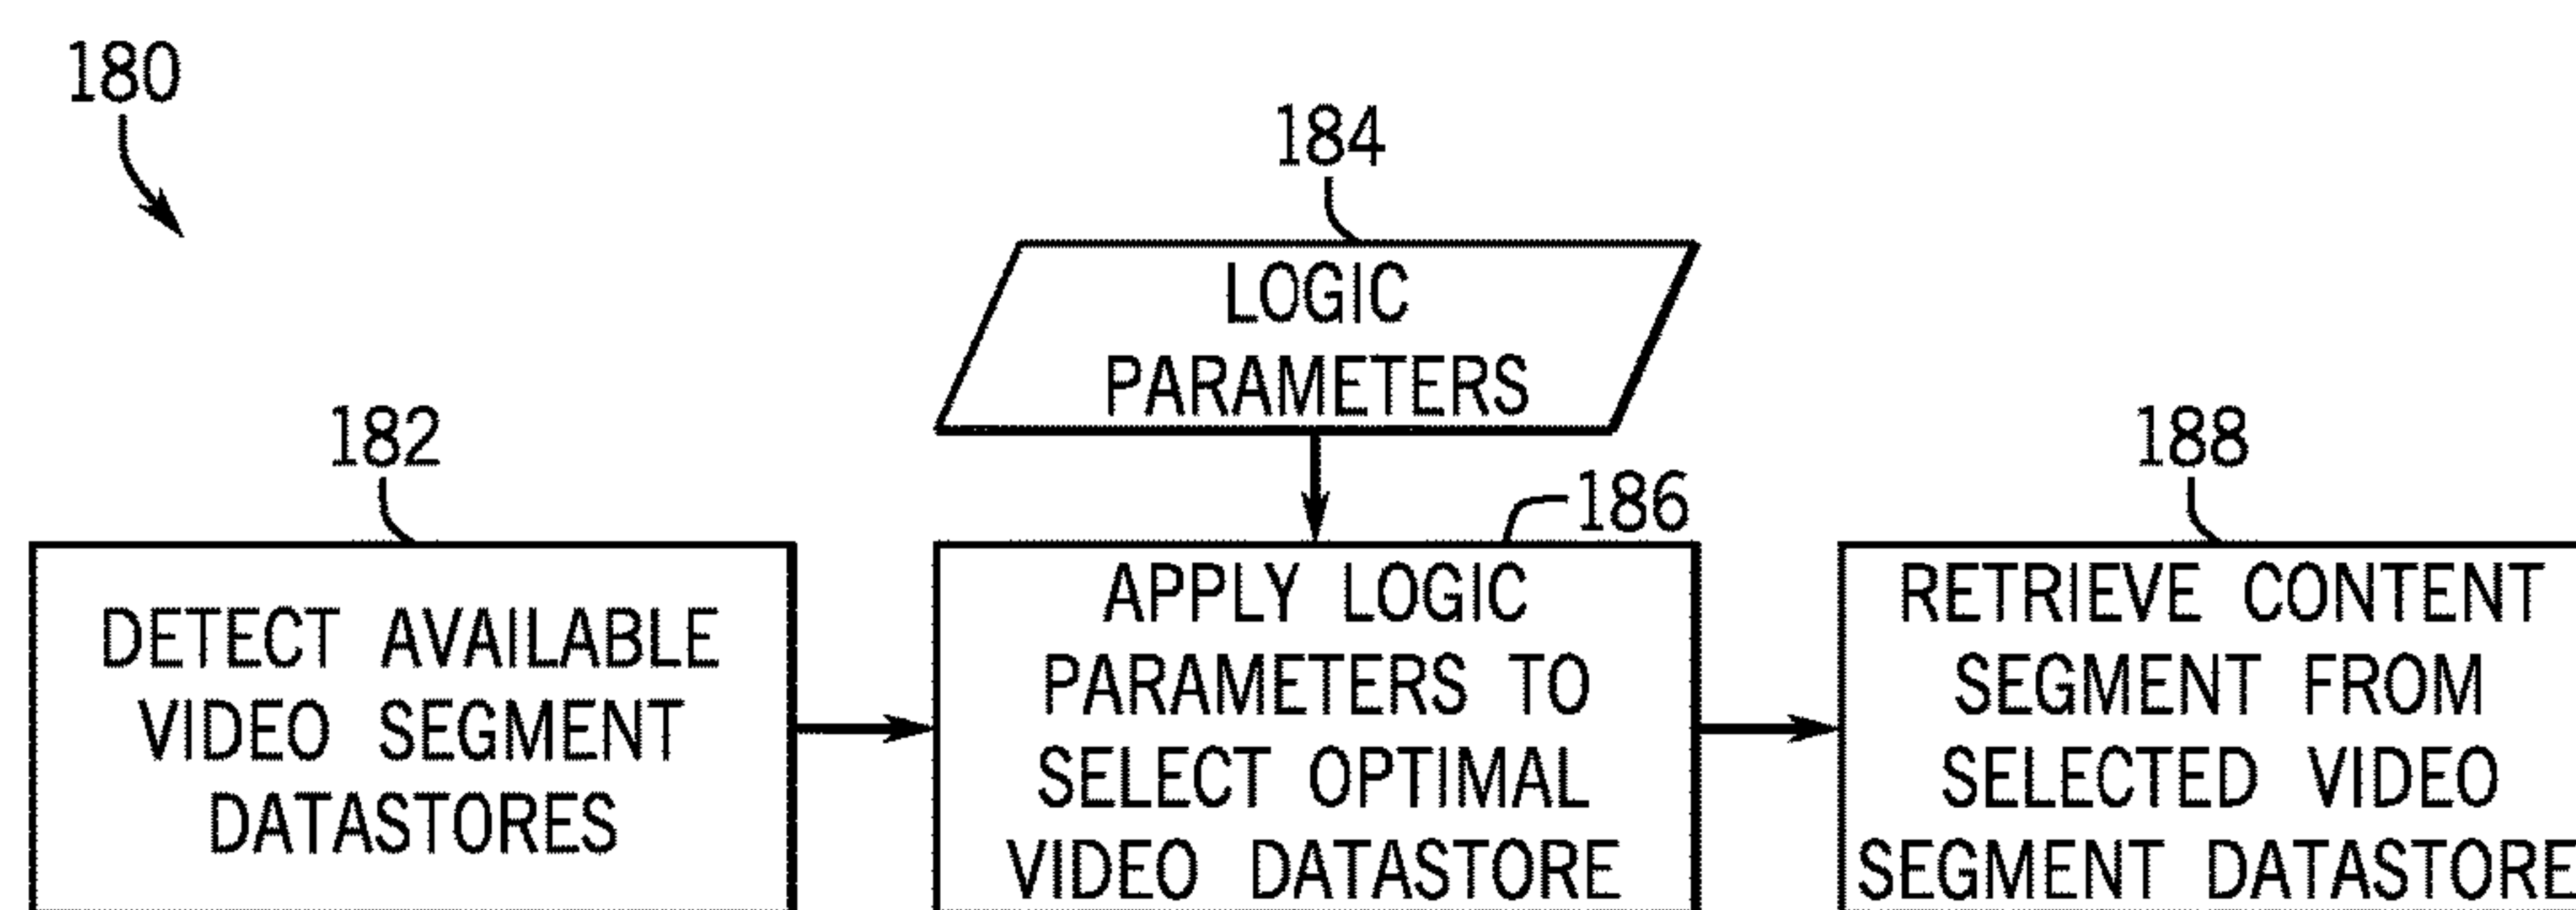 180
184
LOGIC
PARAMETERS
182
186
188
DETECT AVAILABLE
VIDEO SEGMENT
DATASTORES
APPLY LOGIC
PARAMETERS TO
SELECT OPTIMAL
VIDEO DATASTORE
RETRIEVE CONTENT
SEGMENT FROM
SELECTED VIDEO
SEGMENT DATASTORE